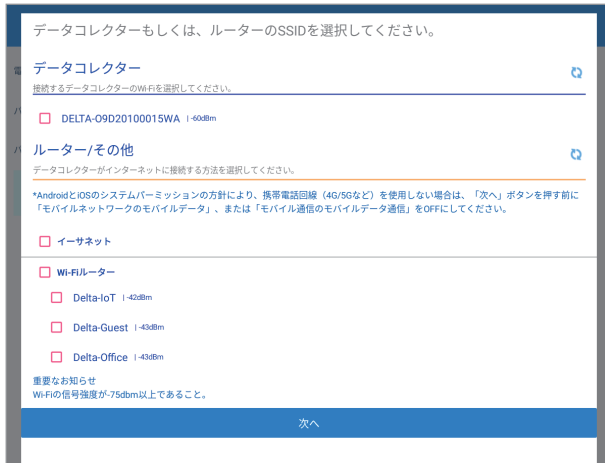 データコレクターもしくは、ルーターのSSIDを選択してください。
データコレクター
接続するデータコレクターのWi-Fiを選択してください。
DELTA-O9D20100015WA | -60dBm
ルーター/その他
データコレクターがインターネットに接続する方法を選択してください。
*AndroidとiOSのシステムパーミッションの方針により、携帯電話回線（4G/5Gなど）を使用しない場合は、「次へ」ボタンを押す前に
「モバイルネットワークのモバイルデータ」、または「モバイル通信のモバイルデータ通信」をOFFにしてください。
イーサネット
Wi-Fiルーター
Delta-IoT | -42dBm
Delta-Guest | -43dBm
Delta-Office | -43dBm
重要なお知らせ
Wi-Fiの信号強度が-75dbm以上であること。
次へ